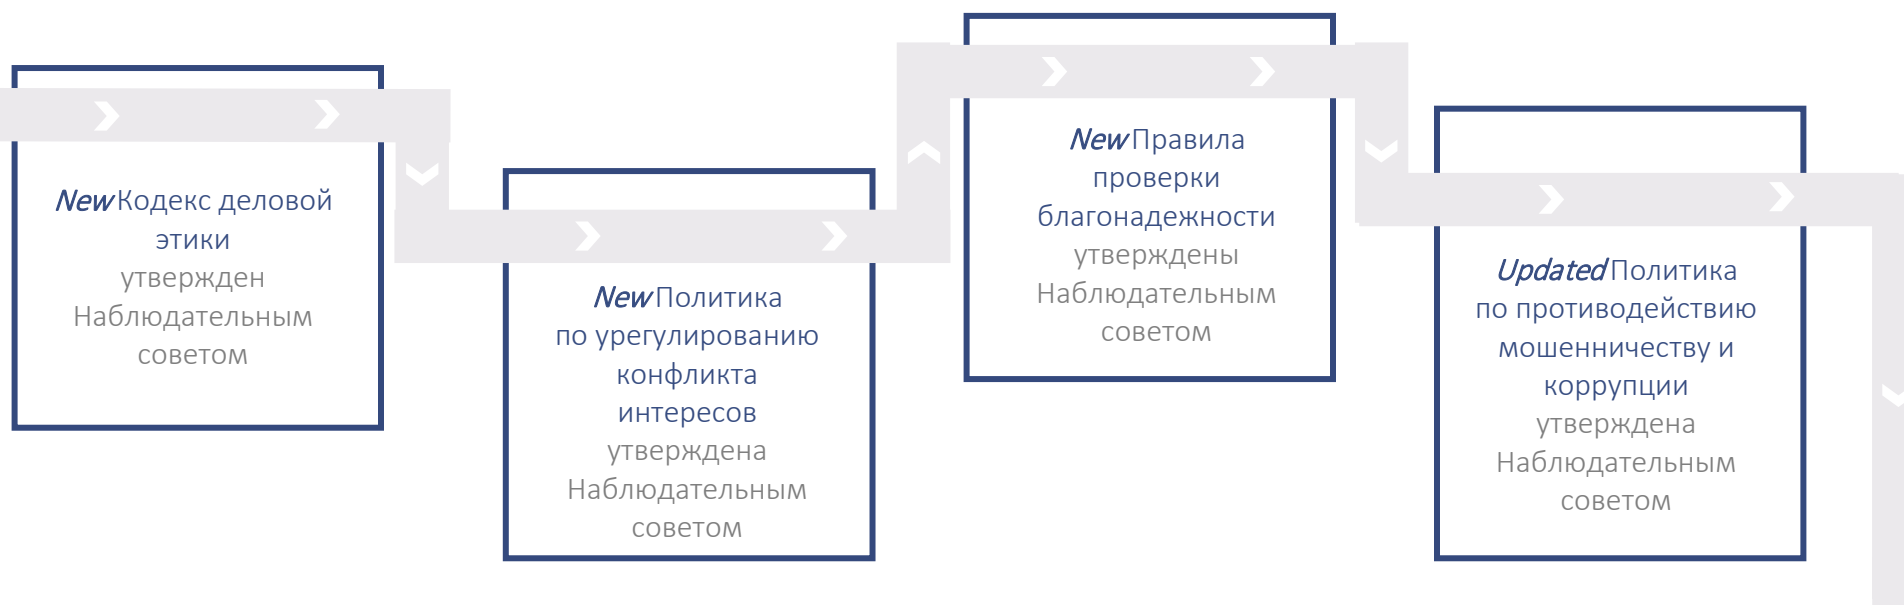 New Кодекс деловой
этики
утвержден
Наблюдательным
советом
New Политика
по урегулированию
конфликта
интересов
утверждена
Наблюдательным
советом
New Правила
проверки
благонадежности
утверждены
Наблюдательным
советом
Updated Политика
по противодействию
мошенничеству и
коррупции
утверждена
Наблюдательным
советом